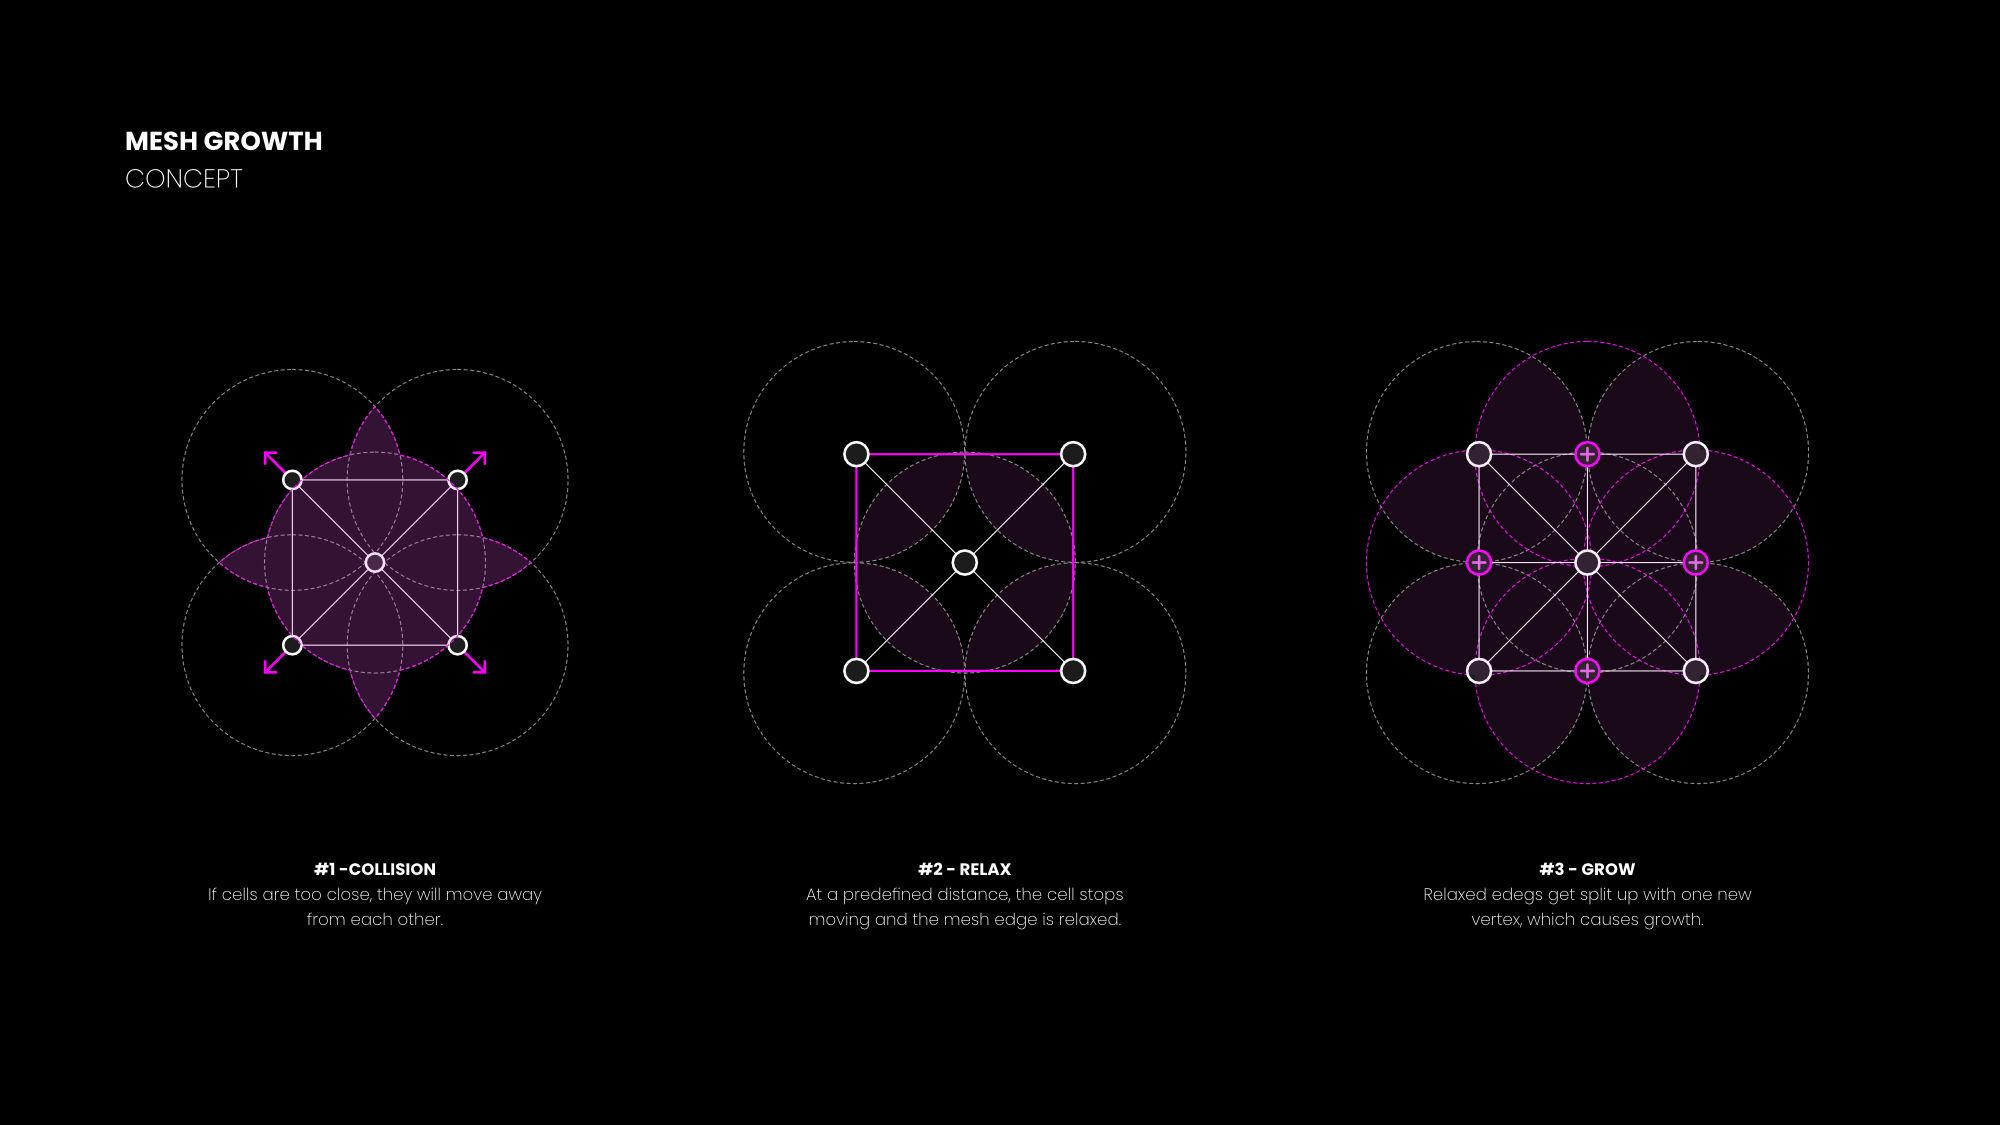 MESH GROWTH
CONCEPT
#1 -COLLISION
If cells are too close, they will move away
from each other.
#2 - RELAX
At a predefined distance, the cell stops
moving and the mesh edge is relaxed.
#3 - GROW
Relaxed edegs get split up with one new
vertex, which causes growth.